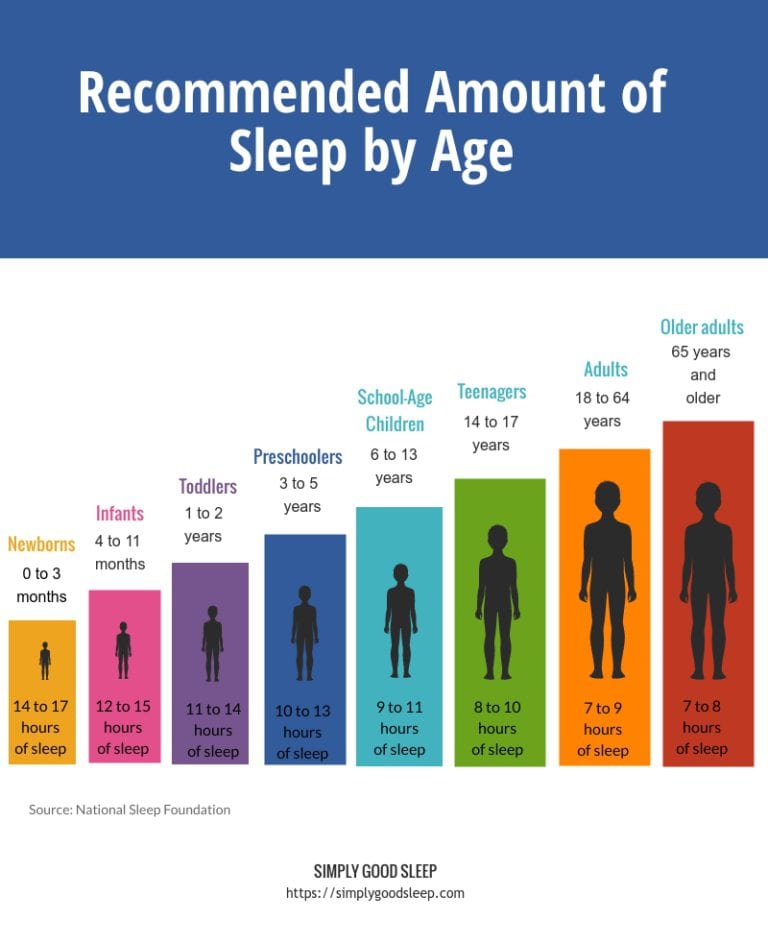 Recommended Amount of
Sleep by Age
Newborns
0 to 3
months
14 to 17
hours
of sleep
Infants
4 to 11
months
12 to 15
hours
of sleep
Toddlers
1 to 2
years
11 to 14
hours
of sleep
Preschoolers
3 to 5
years
10 to 13
hours
of sleep
School-Age
Children
6 to 13
years
9 to 11
hours
of sleep
Teenagers
14 to 17
years
8 to 10
hours
of sleep
Adults
18 to 64
years
7 to 9
hours
of sleep
Older adults
65 years
and
older
7 to 8
hours
of sleep
Source: National Sleep Foundation
SIMPLY GOOD SLEEP
https://simplygoodsleep.com